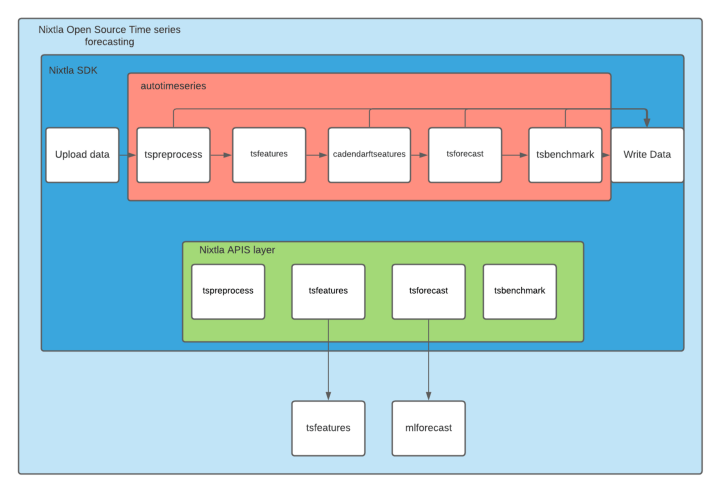 Nixtla Open Source Time series
forecasting
Nixtla SDK
autotimeseries
Upload data
tspreprocess
tsfeatures
cadendarftseatures
tsforecast
tsbenchmark
Write Data
Nixtla APIS layer
tspreprocess
tsfeatures
tsforecast
tsbenchmark
tsfeatures
mlforecast